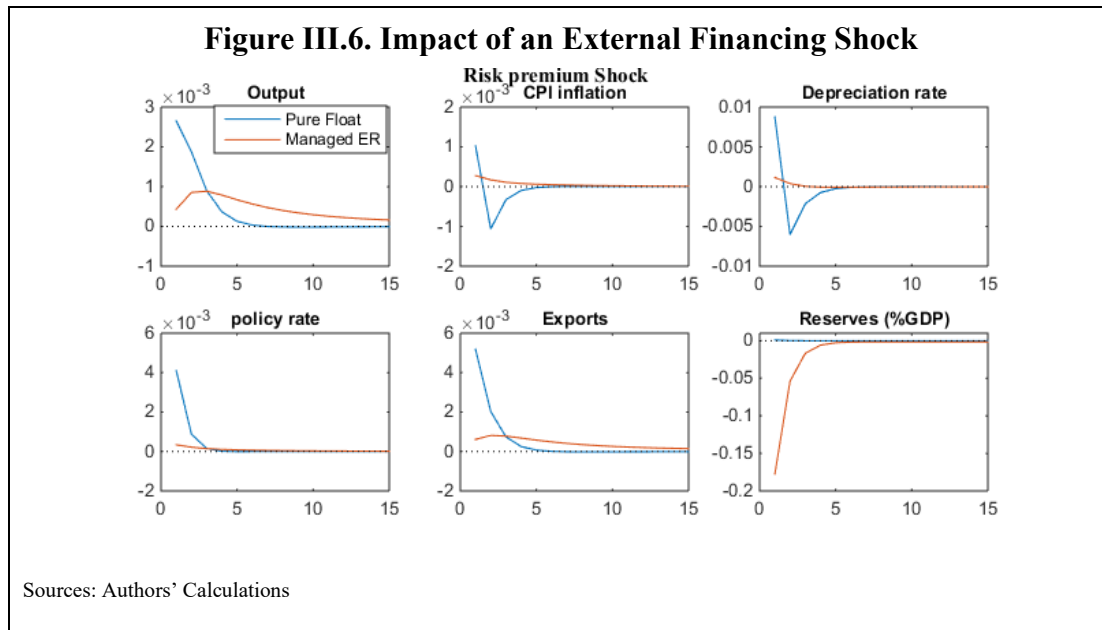 Figure III.6. Impact of an External Financing Shock
Risk premium Shock
Output
×10⁻³
3
2
1
0
-1
0 5 10 15
Pure Float
Managed ER
CPI inflation
×10⁻³
2
1
0
-1
-2
0 5 10 15
Depreciation rate
0.01
0.005
0
-0.005
-0.01
0 5 10 15
policy rate
×10⁻³
6
4
2
0
-2
0 5 10 15
Exports
×10⁻³
6
4
2
0
-2
0 5 10 15
Reserves (%GDP)
0
-0.05
-0.1
-0.15
-0.2
0 5 10 15
Sources: Authors’ Calculations